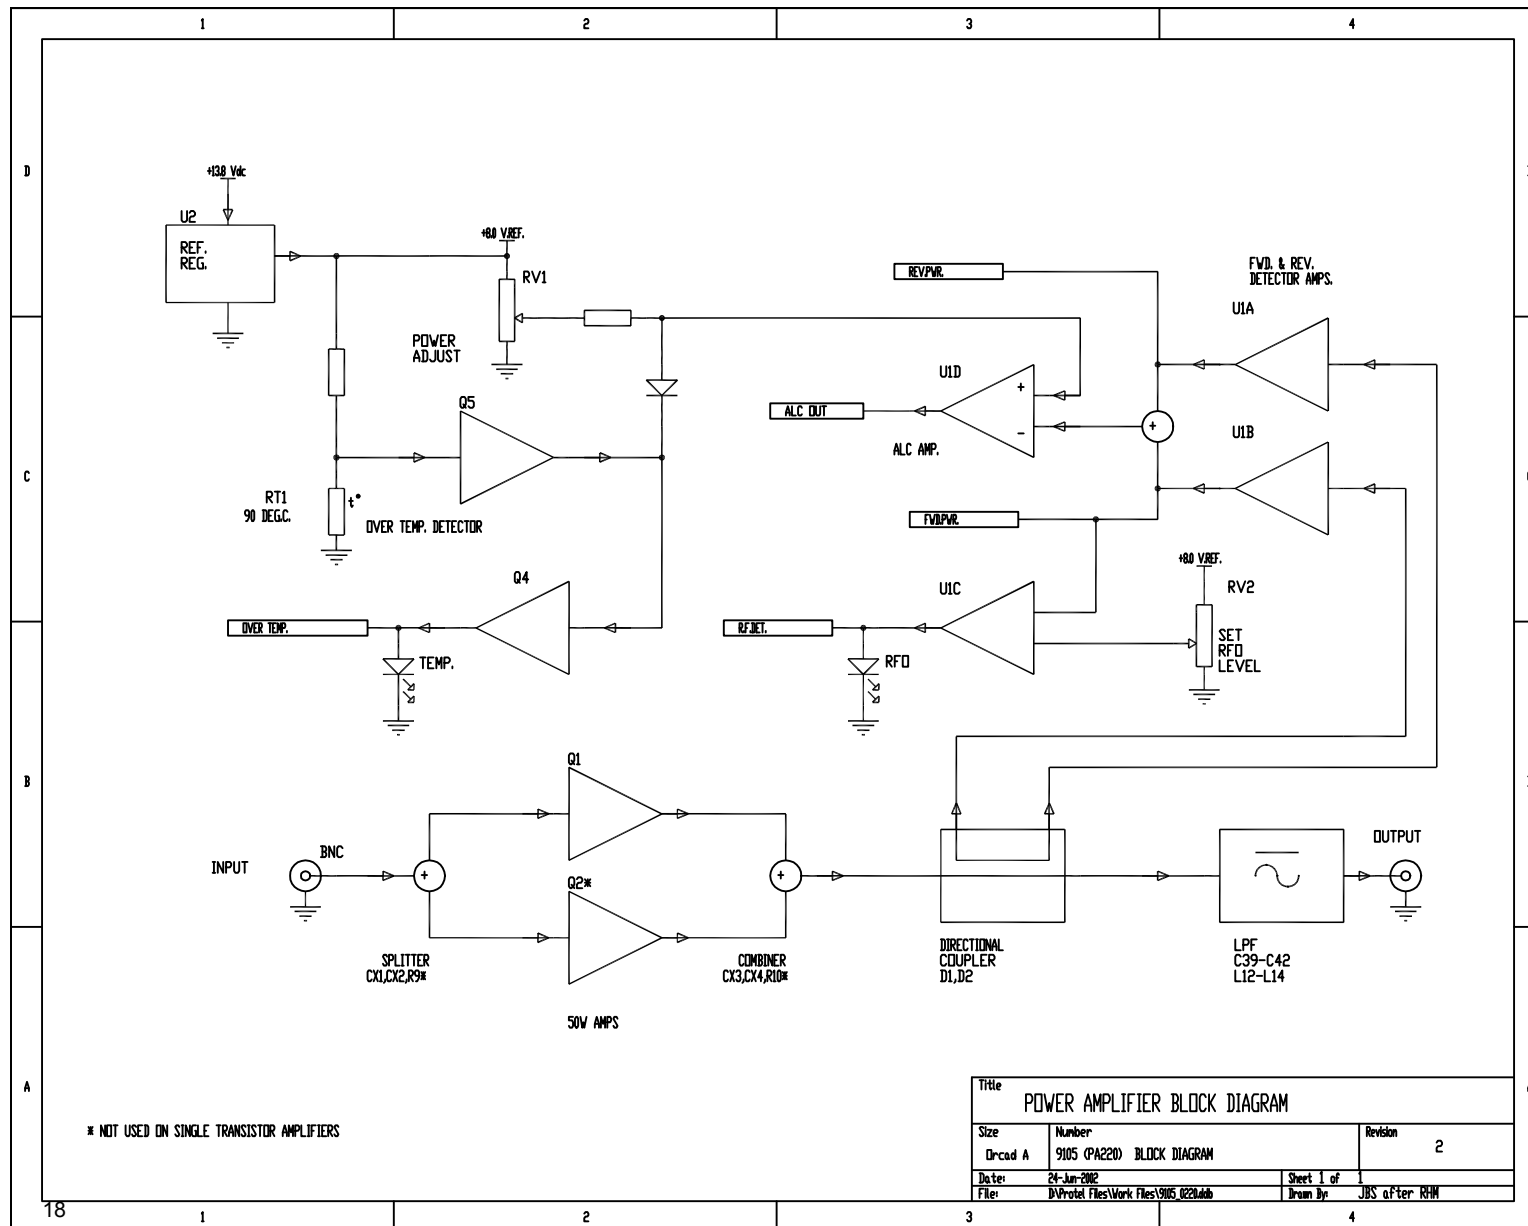 1 2 3 4
D
+13.8 Vdc
U2
REF.
REG.
+8.0 V.REF.
RV1
POWER
ADJUST
REV.PWR.
FWD. & REV.
DETECTOR AMPS.
U1A
U1D
+
-
ALC OUT
ALC AMP.
+
U1B
Q5
C
RT1
90 DEG.C.
t°
OVER TEMP. DETECTOR
FWD.PWR.
+8.0 V.REF.
RV2
SET
RFO
LEVEL
Q4
U1C
OVER TEMP.
TEMP.
R.F.DET.
RFO
B
Q1
INPUT
BNC
+
Q2*
+
OUTPUT
SPLITTER
CX1,CX2,R9*
COMBINER
CX3,CX4,R10*
DIRECTIONAL
COUPLER
D1,D2
LPF
C39-C42
L12-L14
50W AMPS
A
* NOT USED ON SINGLE TRANSISTOR AMPLIFIERS
Title
POWER AMPLIFIER BLOCK DIAGRAM
Size
Orcad A
Number
9105 (PA220) BLOCK DIAGRAM
Revision
2
Date: 24-Jun-2002 Sheet 1 of 1
File: D:\Protel Files\Work Files\9105_0220.ddb Drawn By: JBS after RHM
18
1 2 3 4